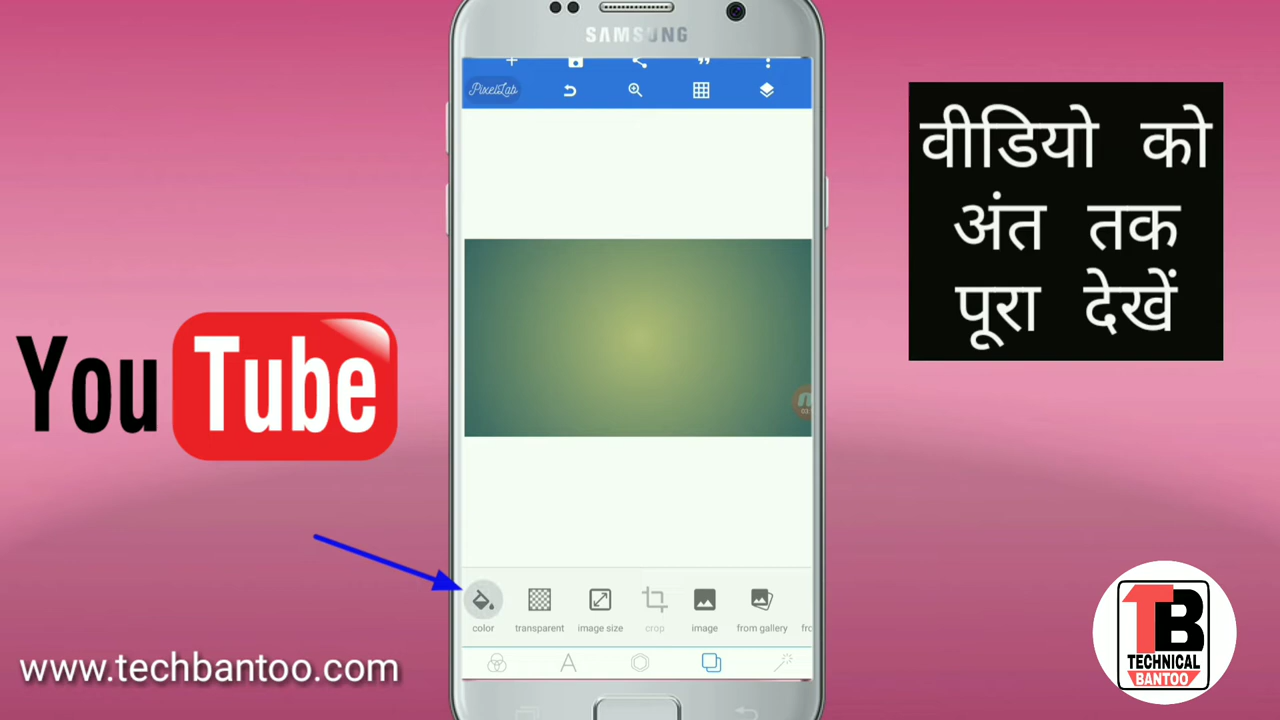 SAMSUNG
PixelLab
वीडियो को
अंत तक
पूरा देखें
YouTube
color
transparent
image size
crop
image
from gallery
www.techbantoo.com
TB
TECHNICAL
BANTOO